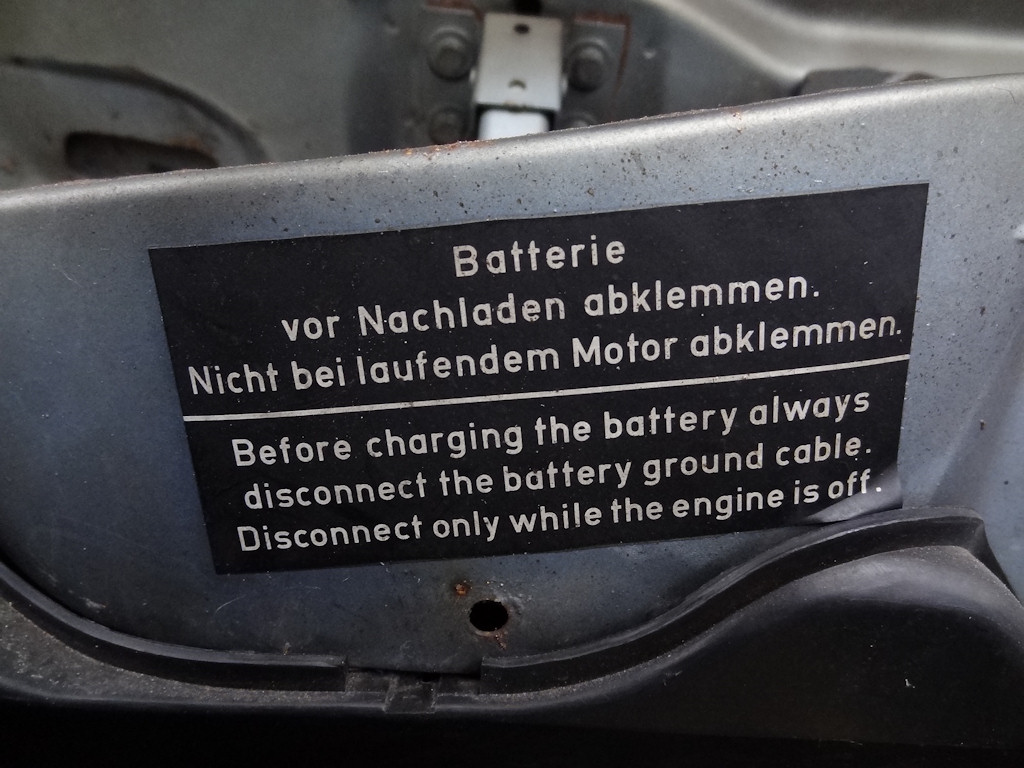 Batterie
vor Nachladen abklemmen.
Nicht bei laufendem Motor abklemmen.
Before charging the battery always
disconnect the battery ground cable.
Disconnect only while the engine is off.